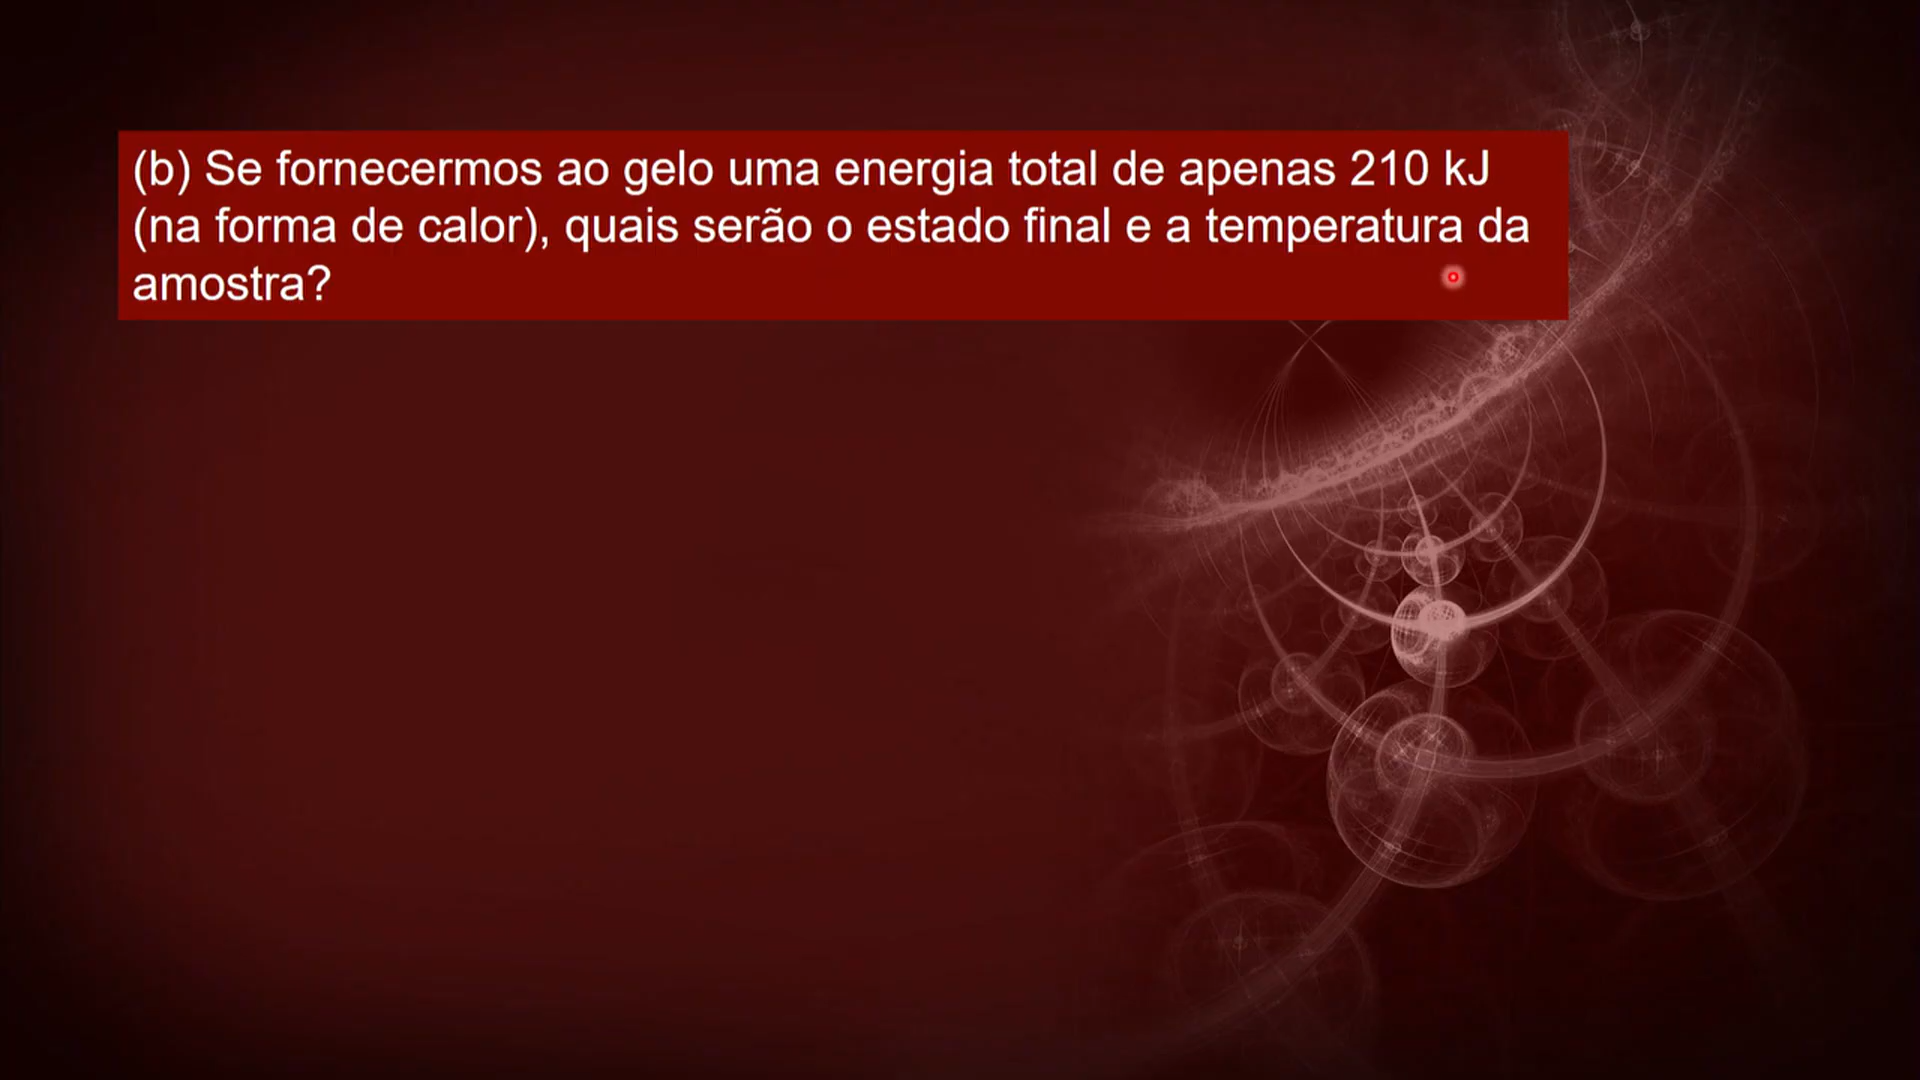 (b) Se fornecermos ao gelo uma energia total de apenas 210 kJ
(na forma de calor), quais serão o estado final e a temperatura da
amostra?